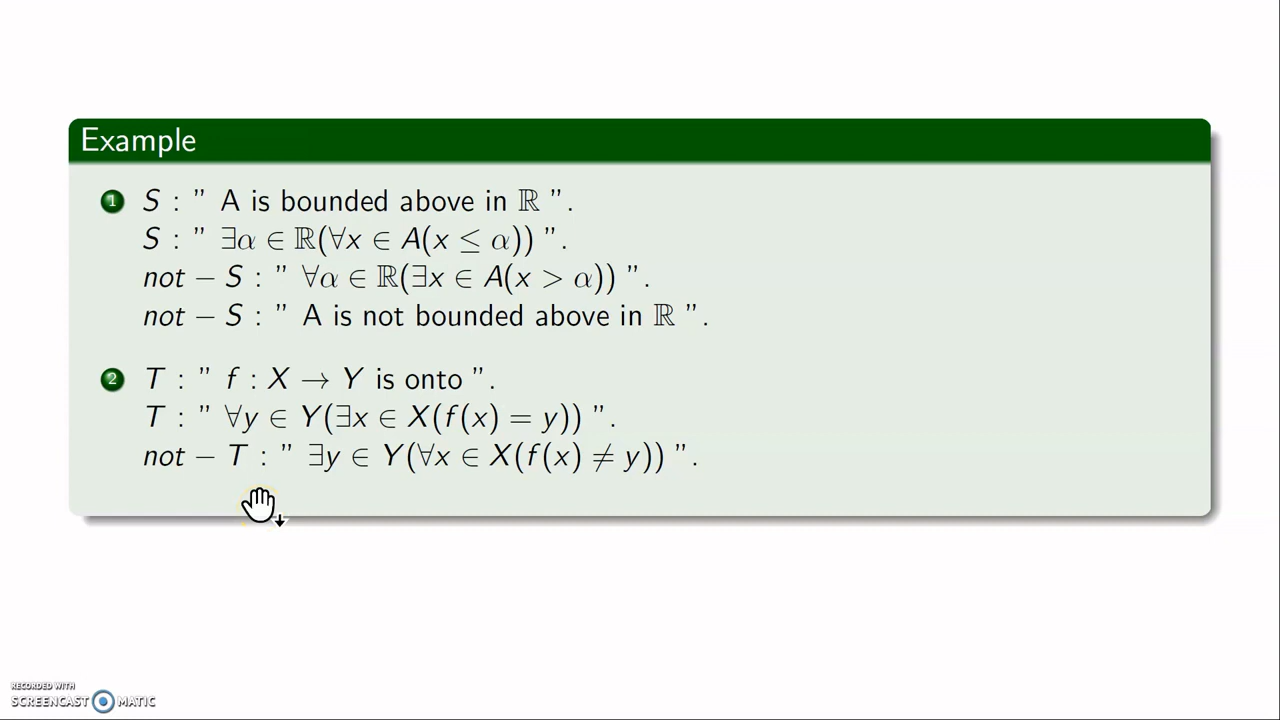 Example
1 S : " A is bounded above in ℝ ".
S : " ∃α ∈ ℝ(∀x ∈ A(x ≤ α)) ".
not − S : " ∀α ∈ ℝ(∃x ∈ A(x > α)) ".
not − S : " A is not bounded above in ℝ ".
2 T : " f : X → Y is onto ".
T : " ∀y ∈ Y(∃x ∈ X(f(x) = y)) ".
not − T : " ∃y ∈ Y(∀x ∈ X(f(x) ≠ y)) ".
RECORDED WITH
SCREENCAST MATIC